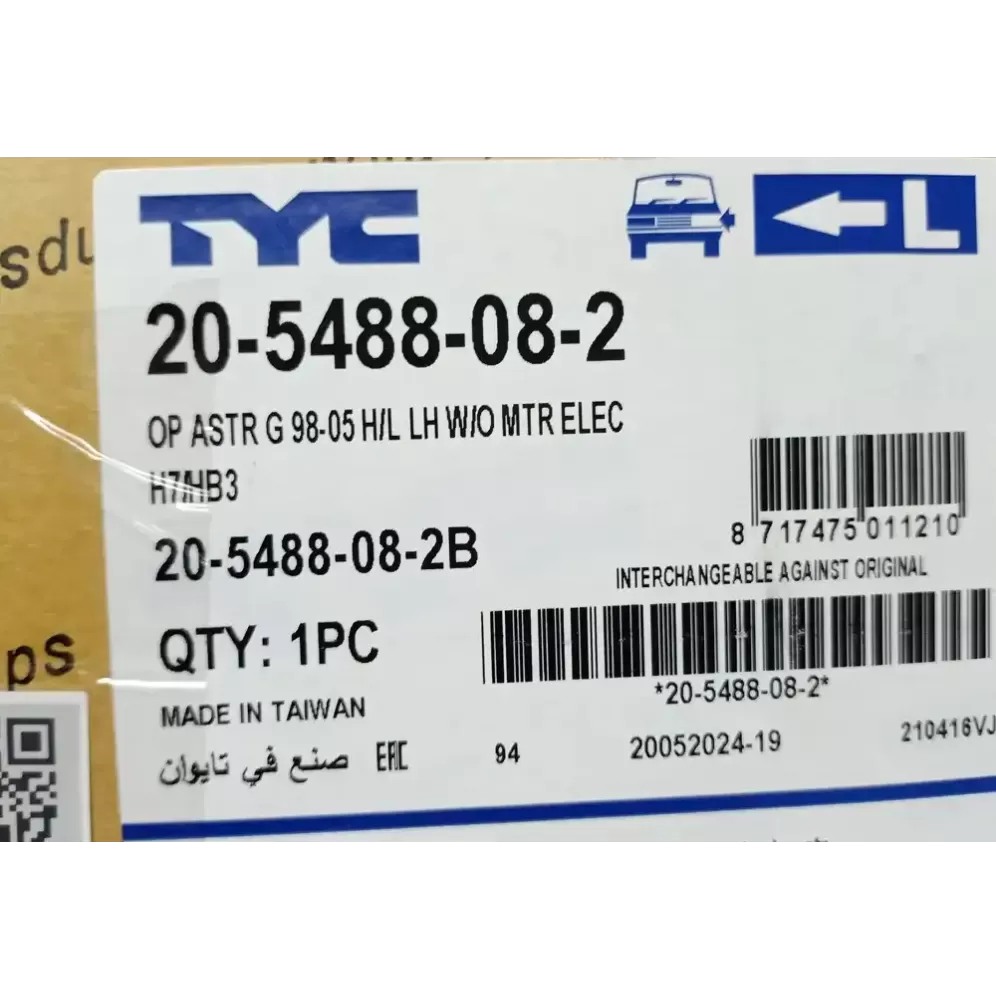 TYC
L
20-5488-08-2
OP ASTR G 98-05 H/L LH W/O MTR ELEC
H7/HB3
8 717475 011210
20-5488-08-2B
INTERCHANGEABLE AGAINST ORIGINAL
QTY: 1PC
*20-5488-08-2*
MADE IN TAIWAN
صنع في تايوان EAC
94
20052024-19
210416VJ
ps